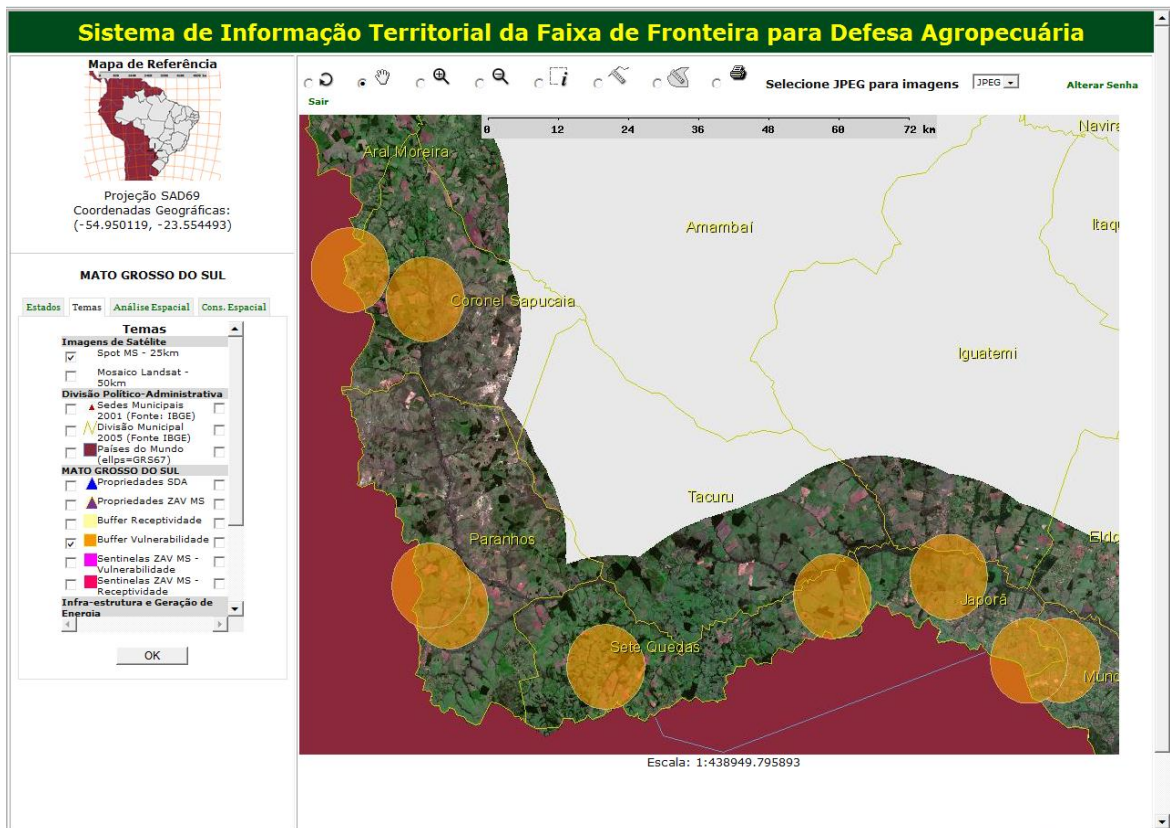 Sistema de Informação Territorial da Faixa de Fronteira para Defesa Agropecuária
Mapa de Referência
Projeção SAD69
Coordenadas Geográficas:
(-54.950119, -23.554493)
MATO GROSSO DO SUL
Estados Temas Análise Espacial Cons. Espacial
Temas
Imagens de Satélite
Spot MS - 25km
Mosaico Landsat -
50km
Divisão Político-Administrativa
Sedes Municipais
2001 (Fonte: IBGE)
Divisão Municipal
2005 (Fonte IBGE)
Países do Mundo
(ellps=GRS67)
MATO GROSSO DO SUL
Propriedades SDA
Propriedades ZAV MS
Buffer Receptividade
Buffer Vulnerabilidade
Sentinelas ZAV MS -
Vulnerabilidade
Sentinelas ZAV MS -
Receptividade
Infra-estrutura e Geração de
Energia
OK
Selecione JPEG para imagens JPEG Alterar Senha
Sair
0 12 24 36 48 60 72 km
Navira
Aral Moreira
Amambaí
Itaqu
Coronel Sapucaia
Iguatemi
Tacuru
Paranhos
Eldo
Japorã
Sete Quedas
Mund
Escala: 1:438949.795893